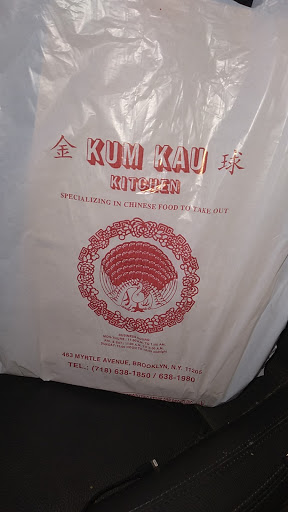 金 KUM KAU 球
KITCHEN
SPECIALIZING IN CHINESE FOOD TO TAKE OUT
463 MYRTLE AVENUE, BROOKLYN, N.Y. 11205
TEL.: (718) 638-1850 / 638-1980